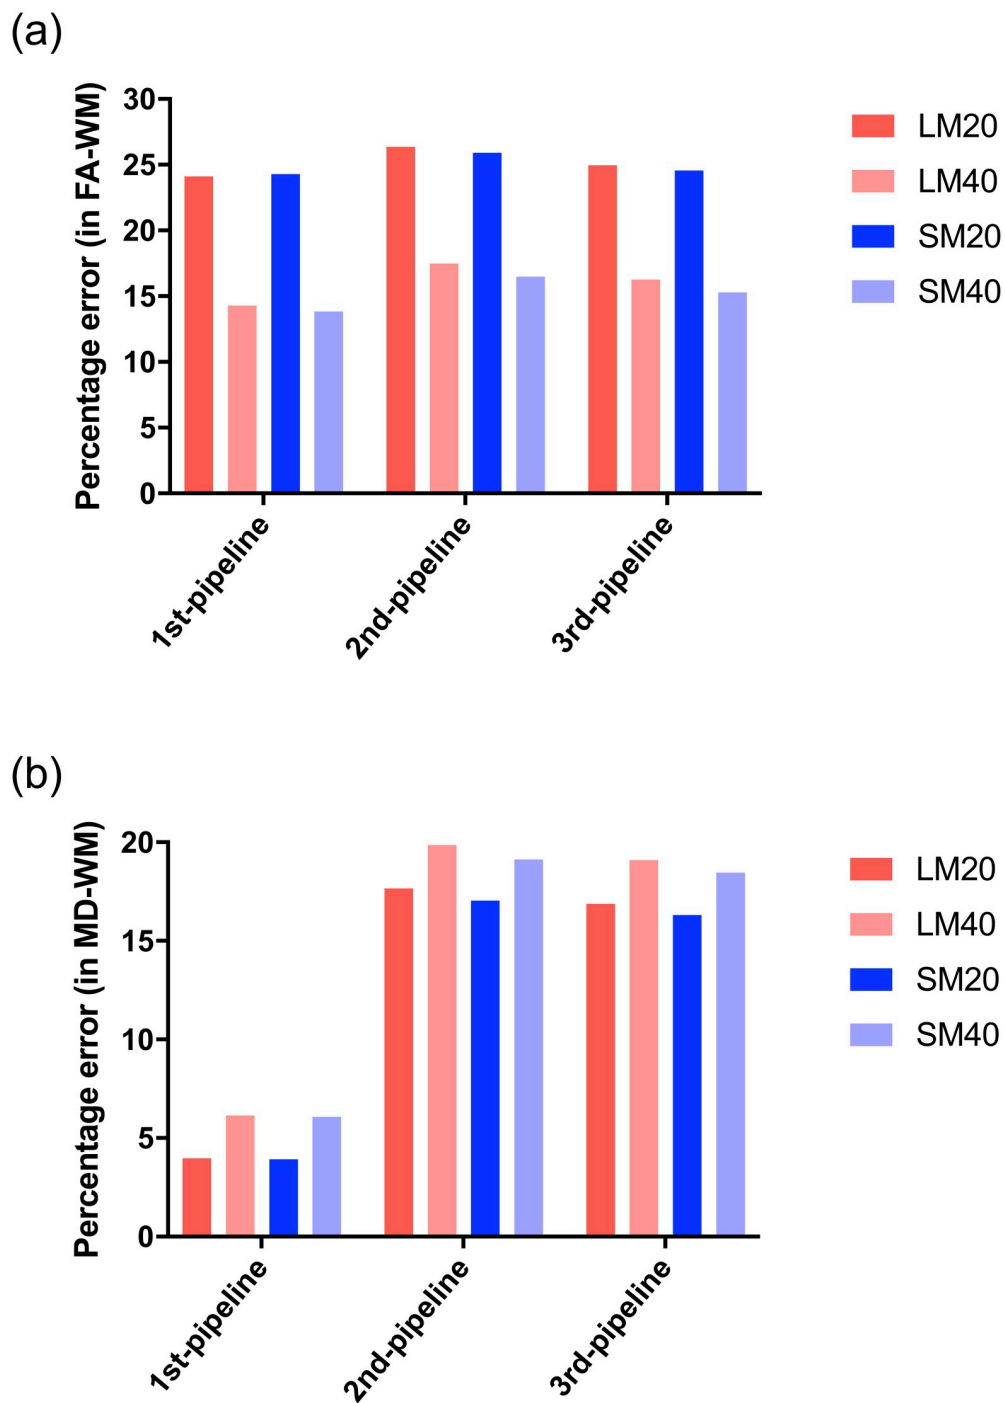 (a)
Percentage error (in FA-WM)
30
25
20
15
10
5
0
1st-pipeline
2nd-pipeline
3rd-pipeline
LM20
LM40
SM20
SM40
(b)
Percentage error (in MD-WM)
20
15
10
5
0
1st-pipeline
2nd-pipeline
3rd-pipeline
LM20
LM40
SM20
SM40